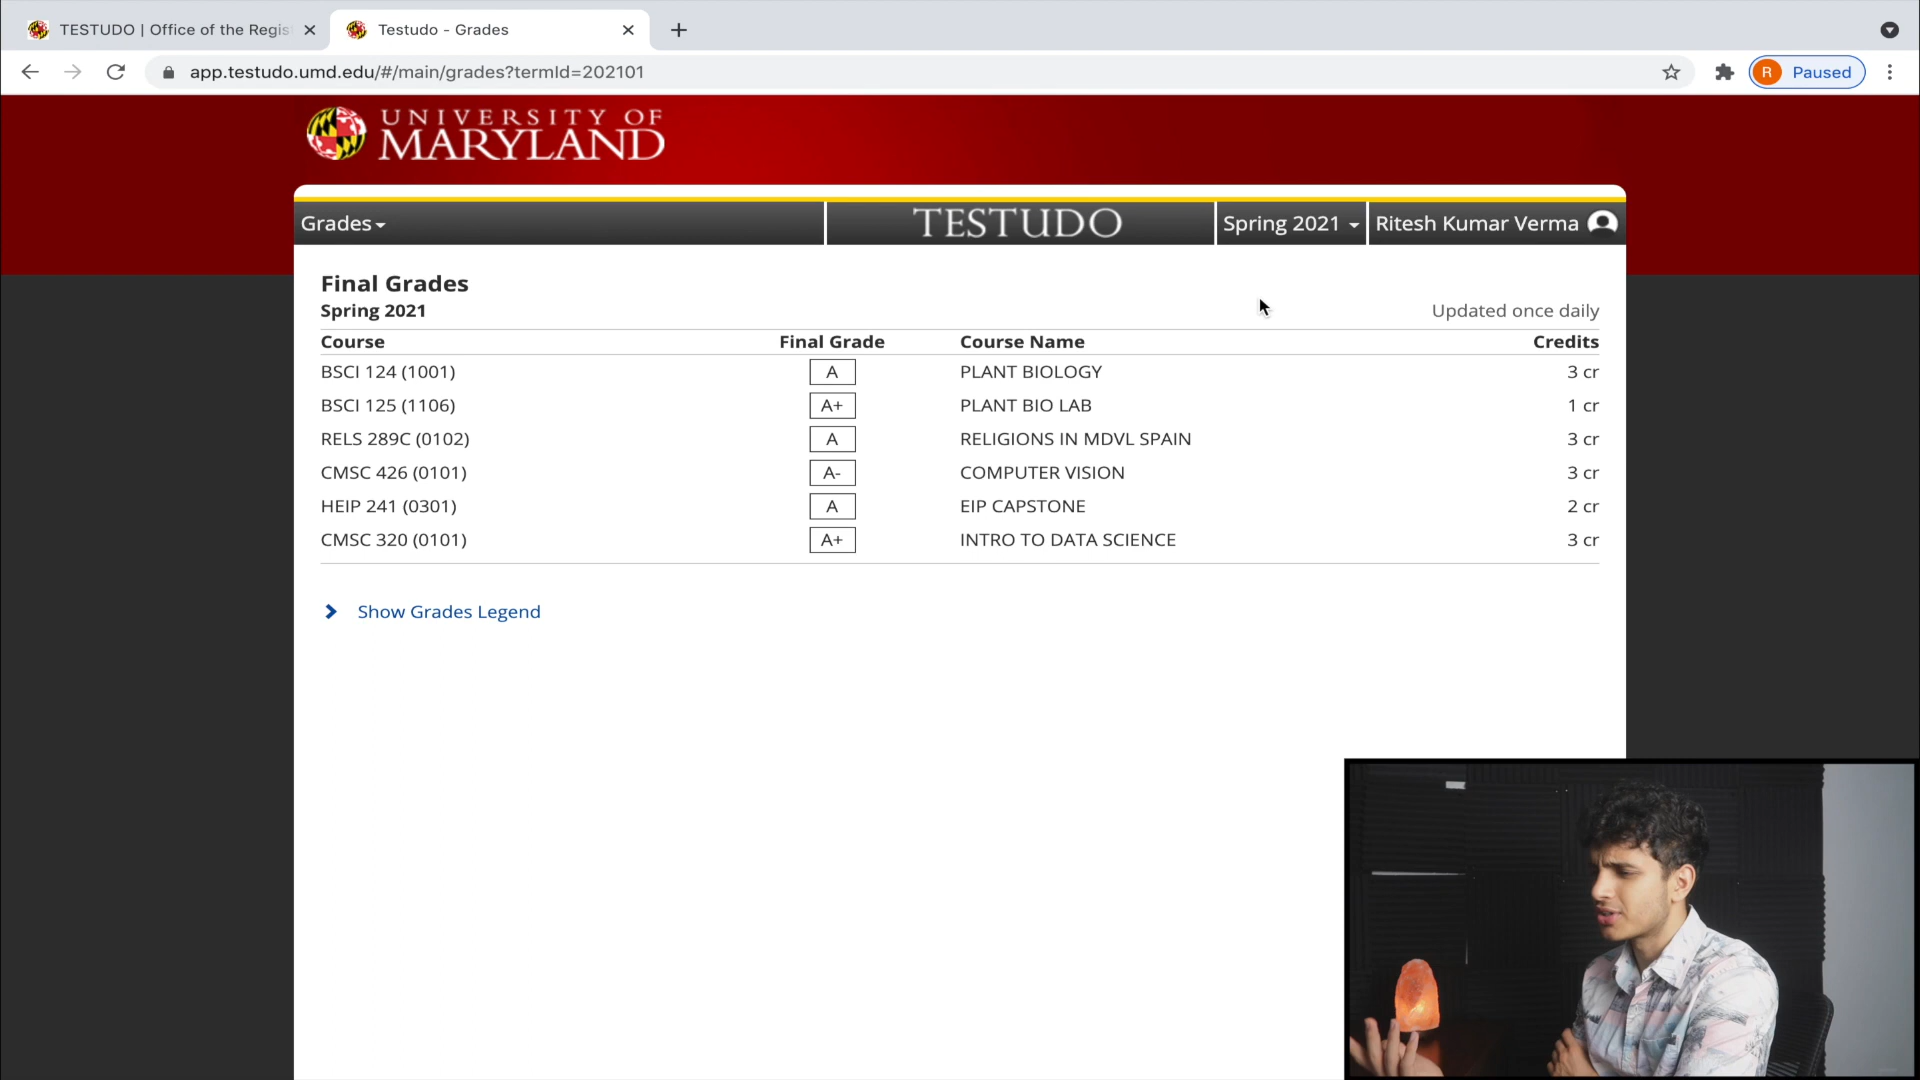 TESTUDO | Office of the Regis
Testudo - Grades
app.testudo.umd.edu/#/main/grades?termId=202101
R Paused
UNIVERSITY OF
MARYLAND
Grades
TESTUDO
Spring 2021
Ritesh Kumar Verma
Final Grades
Spring 2021
Updated once daily
Course Final Grade Course Name Credits
BSCI 124 (1001) A PLANT BIOLOGY 3 cr
BSCI 125 (1106) A+ PLANT BIO LAB 1 cr
RELS 289C (0102) A RELIGIONS IN MDVL SPAIN 3 cr
CMSC 426 (0101) A- COMPUTER VISION 3 cr
HEIP 241 (0301) A EIP CAPSTONE 2 cr
CMSC 320 (0101) A+ INTRO TO DATA SCIENCE 3 cr
Show Grades Legend